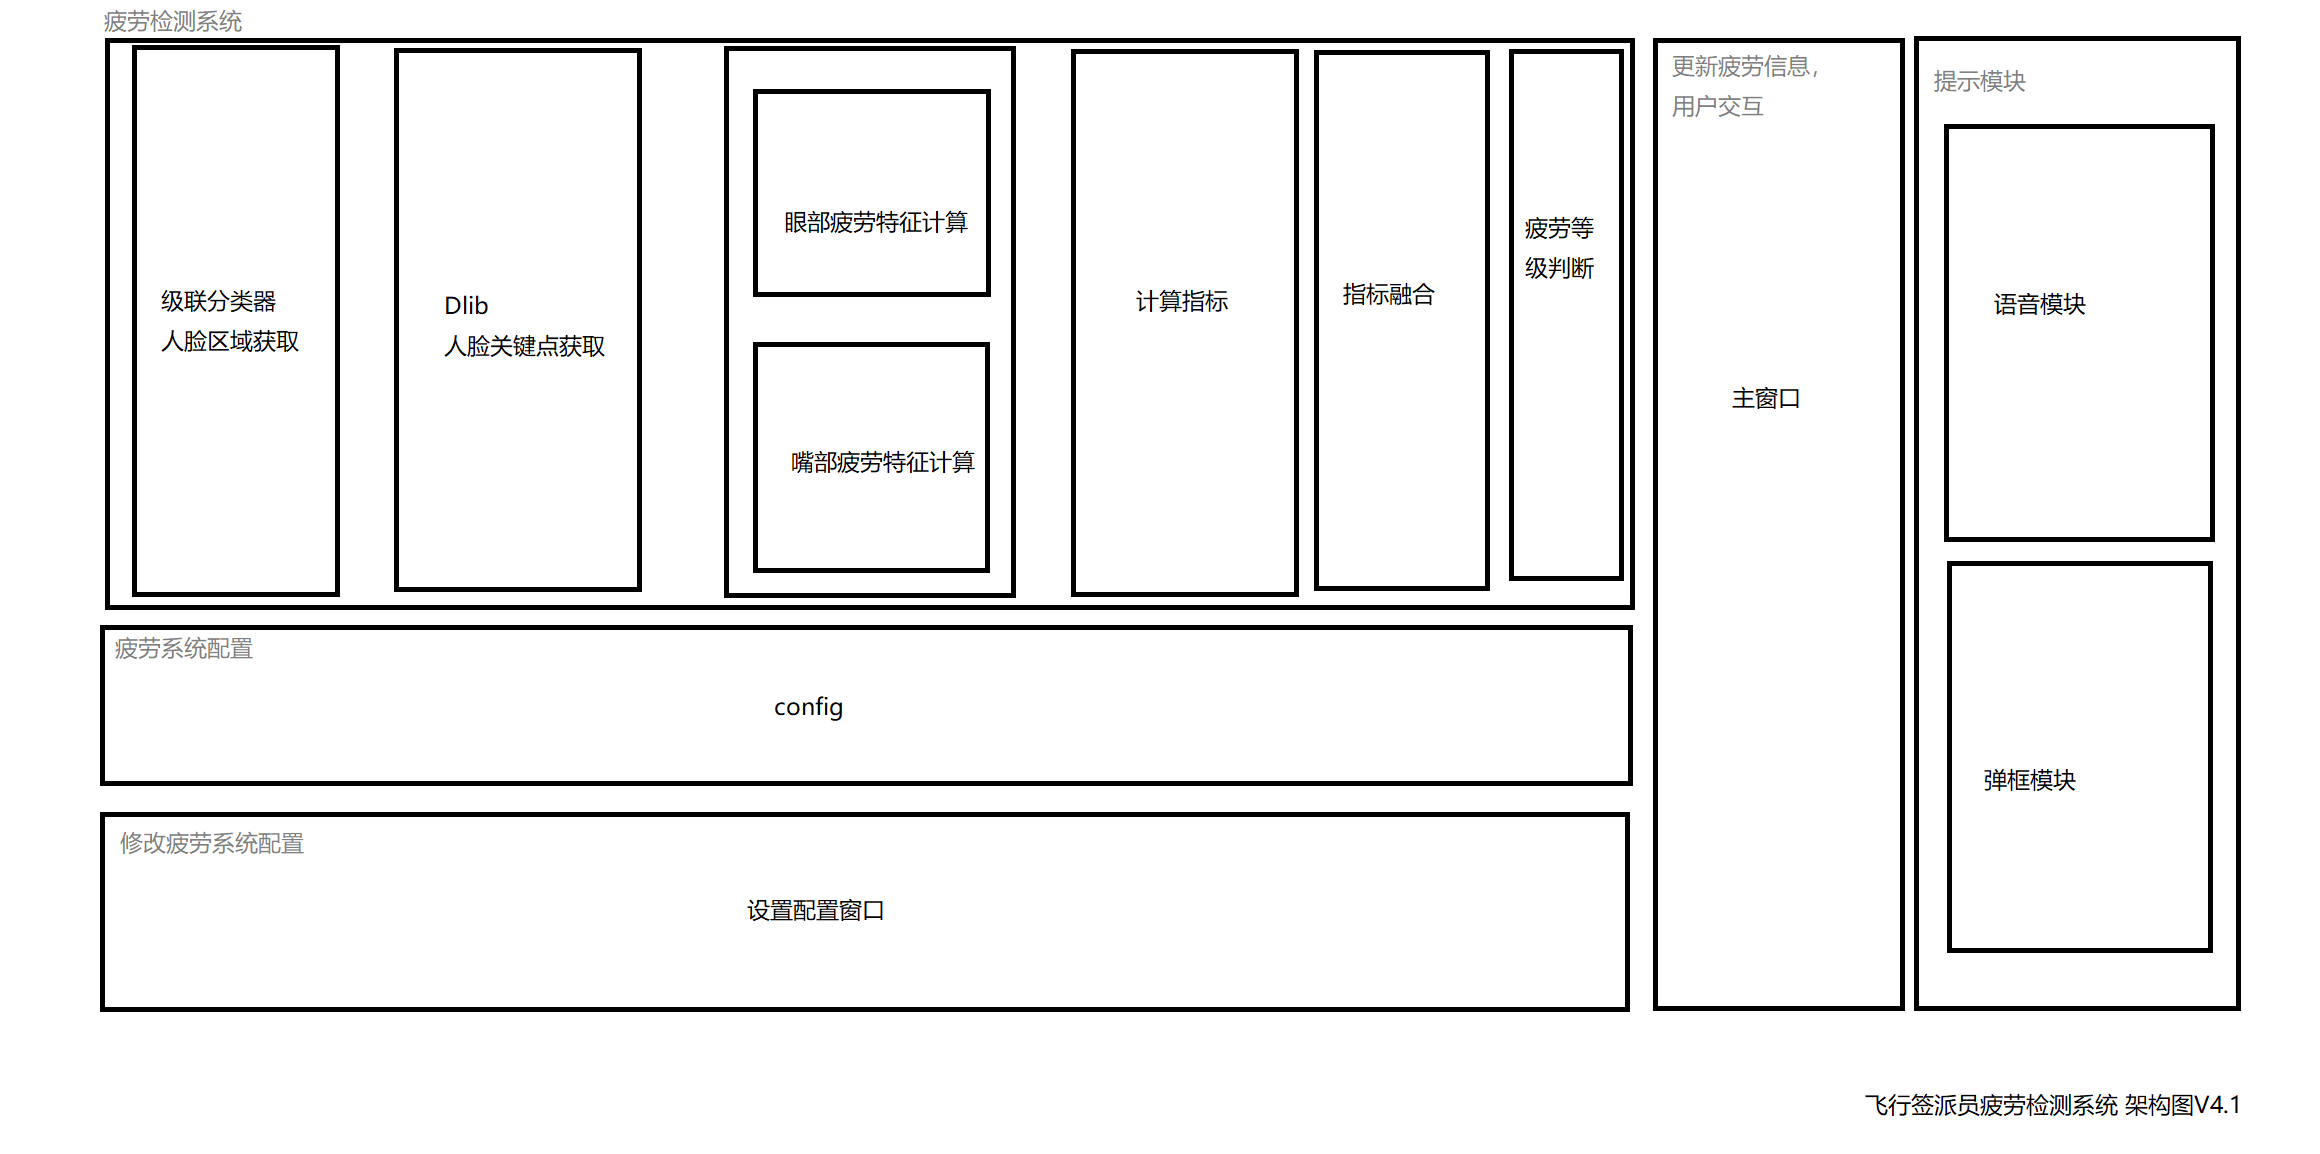 疲劳检测系统
级联分类器
人脸区域获取
Dlib
人脸关键点获取
眼部疲劳特征计算
嘴部疲劳特征计算
计算指标
指标融合
疲劳等
级判断
更新疲劳信息，
用户交互
主窗口
提示模块
语音模块
弹框模块
疲劳系统配置
config
修改疲劳系统配置
设置配置窗口
飞行签派员疲劳检测系统 架构图V4.1